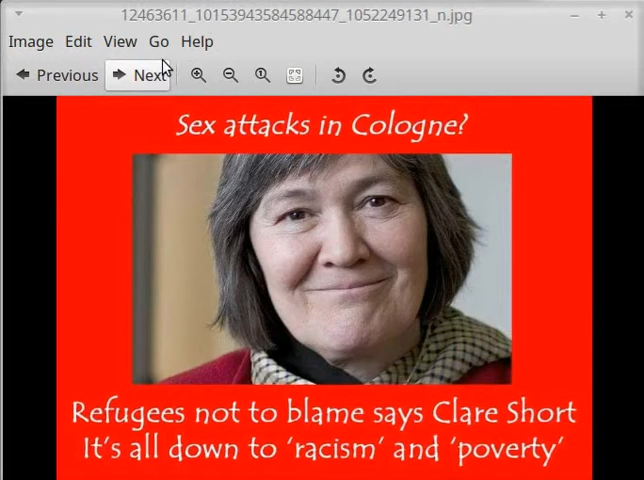 12463611_10153943584588447_1052249131_n.jpg
Image Edit View Go Help
Previous Next
Sex attacks in Cologne?
Refugees not to blame says Clare Short
It's all down to 'racism' and 'poverty'